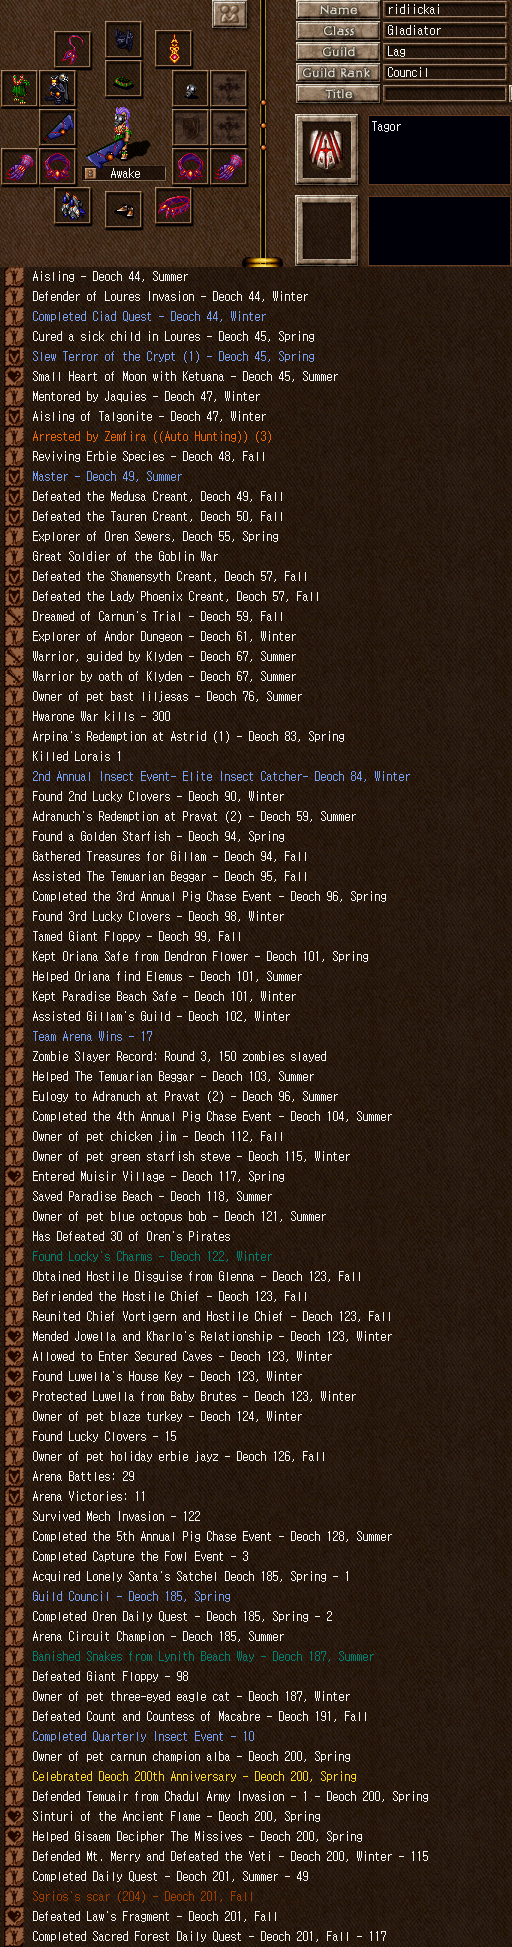 Name ridiickai
Class Gladiator
Guild Lag
Guild Rank Council
Title
Tagor
Awake
Aisling - Deoch 44, Summer
Defender of Loures Invasion - Deoch 44, Winter
Completed Ciad Quest - Deoch 44, Winter
Cured a sick child in Loures - Deoch 45, Spring
Slew Terror of the Crypt (1) - Deoch 45, Spring
Small Heart of Moon with Ketuana - Deoch 45, Summer
Mentored by Jaquies - Deoch 47, Winter
Aisling of Talgonite - Deoch 47, Winter
Arrested by Zemfira ((Auto Hunting)) (3)
Reviving Erbie Species - Deoch 48, Fall
Master - Deoch 49, Summer
Defeated the Medusa Creant, Deoch 49, Fall
Defeated the Tauren Creant, Deoch 50, Fall
Explorer of Oren Sewers, Deoch 55, Spring
Great Soldier of the Goblin War
Defeated the Shamensyth Creant, Deoch 57, Fall
Defeated the Lady Phoenix Creant, Deoch 57, Fall
Dreamed of Carnun's Trial - Deoch 59, Fall
Explorer of Andor Dungeon - Deoch 61, Winter
Warrior, guided by Klyden - Deoch 67, Summer
Warrior by oath of Klyden - Deoch 67, Summer
Owner of pet bast liljesas - Deoch 76, Summer
Hwarone War kills - 300
Arpina's Redemption at Astrid (1) - Deoch 83, Spring
Killed Lorais 1
2nd Annual Insect Event- Elite Insect Catcher- Deoch 84, Winter
Found 2nd Lucky Clovers - Deoch 90, Winter
Adranuch's Redemption at Pravat (2) - Deoch 59, Summer
Found a Golden Starfish - Deoch 94, Spring
Gathered Treasures for Gillam - Deoch 94, Fall
Assisted The Temuarian Beggar - Deoch 95, Fall
Completed the 3rd Annual Pig Chase Event - Deoch 96, Spring
Found 3rd Lucky Clovers - Deoch 98, Winter
Tamed Giant Floppy - Deoch 99, Fall
Kept Oriana Safe from Dendron Flower - Deoch 101, Spring
Helped Oriana find Elemus - Deoch 101, Summer
Kept Paradise Beach Safe - Deoch 101, Winter
Assisted Gillam's Guild - Deoch 102, Winter
Team Arena Wins - 17
Zombie Slayer Record: Round 3, 150 zombies slayed
Helped The Temuarian Beggar - Deoch 103, Summer
Eulogy to Adranuch at Pravat (2) - Deoch 96, Summer
Completed the 4th Annual Pig Chase Event - Deoch 104, Summer
Owner of pet chicken jim - Deoch 112, Fall
Owner of pet green starfish steve - Deoch 115, Winter
Entered Muisir Village - Deoch 117, Spring
Saved Paradise Beach - Deoch 118, Summer
Owner of pet blue octopus bob - Deoch 121, Summer
Has Defeated 30 of Oren's Pirates
Found Locky's Charms - Deoch 122, Winter
Obtained Hostile Disguise from Glenna - Deoch 123, Fall
Befriended the Hostile Chief - Deoch 123, Fall
Reunited Chief Vortigern and Hostile Chief - Deoch 123, Fall
Mended Jowella and Kharlo's Relationship - Deoch 123, Winter
Allowed to Enter Secured Caves - Deoch 123, Winter
Found Luwella's House Key - Deoch 123, Winter
Protected Luwella from Baby Brutes - Deoch 123, Winter
Owner of pet blaze turkey - Deoch 124, Winter
Found Lucky Clovers - 15
Owner of pet holiday erbie jayz - Deoch 126, Fall
Arena Battles: 29
Arena Victories: 11
Survived Mech Invasion - 122
Completed the 5th Annual Pig Chase Event - Deoch 128, Summer
Completed Capture the Fowl Event - 3
Acquired Lonely Santa's Satchel Deoch 185, Spring - 1
Guild Council - Deoch 185, Spring
Completed Oren Daily Quest - Deoch 185, Spring - 2
Arena Circuit Champion - Deoch 185, Summer
Banished Snakes from Lynith Beach Way - Deoch 187, Summer
Defeated Giant Floppy - 98
Owner of pet three-eyed eagle cat - Deoch 187, Winter
Defeated Count and Countess of Macabre - Deoch 191, Fall
Completed Quarterly Insect Event - 10
Owner of pet carnun champion alba - Deoch 200, Spring
Celebrated Deoch 200th Anniversary - Deoch 200, Spring
Defended Temuair from Chadul Army Invasion - 1 - Deoch 200, Spring
Sinturi of the Ancient Flame - Deoch 200, Spring
Helped Gisaem Decipher The Missives - Deoch 200, Spring
Defended Mt. Merry and Defeated the Yeti - Deoch 200, Winter - 115
Completed Daily Quest - Deoch 201, Summer - 49
Sgrios's scar (204) - Deoch 201, Fall
Defeated Law's Fragment - Deoch 201, Fall
Completed Sacred Forest Daily Quest - Deoch 201, Fall - 117